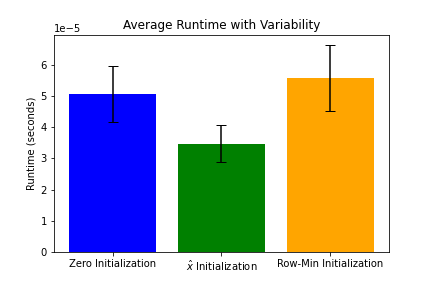 Average Runtime with Variability
1e−5
Runtime (seconds)
6
5
4
3
2
1
0
Zero Initialization
x̂ Initialization
Row-Min Initialization